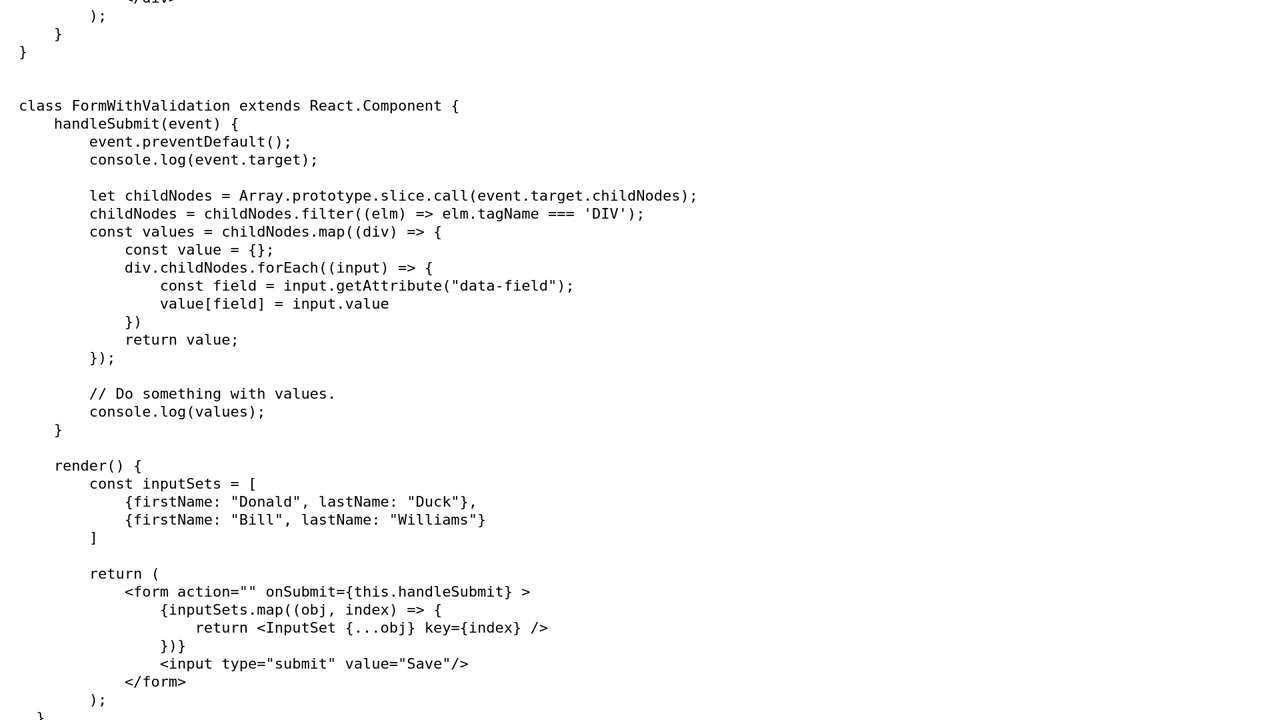 </div>
        );
    }
}


class FormWithValidation extends React.Component {
    handleSubmit(event) {
        event.preventDefault();
        console.log(event.target);

        let childNodes = Array.prototype.slice.call(event.target.childNodes);
        childNodes = childNodes.filter((elm) => elm.tagName === 'DIV');
        const values = childNodes.map((div) => {
            const value = {};
            div.childNodes.forEach((input) => {
                const field = input.getAttribute("data-field");
                value[field] = input.value
            })
            return value;
        });

        // Do something with values.
        console.log(values);
    }

    render() {
        const inputSets = [
            {firstName: "Donald", lastName: "Duck"},
            {firstName: "Bill", lastName: "Williams"}
        ]

        return (
            <form action="" onSubmit={this.handleSubmit} >
                {inputSets.map((obj, index) => {
                    return <InputSet {...obj} key={index} />
                })}
                <input type="submit" value="Save"/>
            </form>
        );
  }